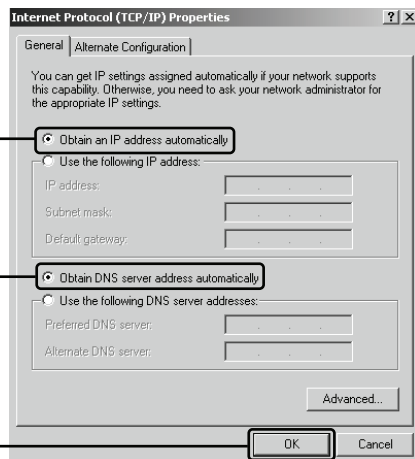 Internet Protocol (TCP/IP) Properties
General
Alternate Configuration
You can get IP settings assigned automatically if your network supports
this capability. Otherwise, you need to ask your network administrator for
the appropriate IP settings.
Obtain an IP address automatically
Use the following IP address:
IP address:
Subnet mask:
Default gateway:
Obtain DNS server address automatically
Use the following DNS server addresses:
Preferred DNS server:
Alternate DNS server:
Advanced...
OK
Cancel